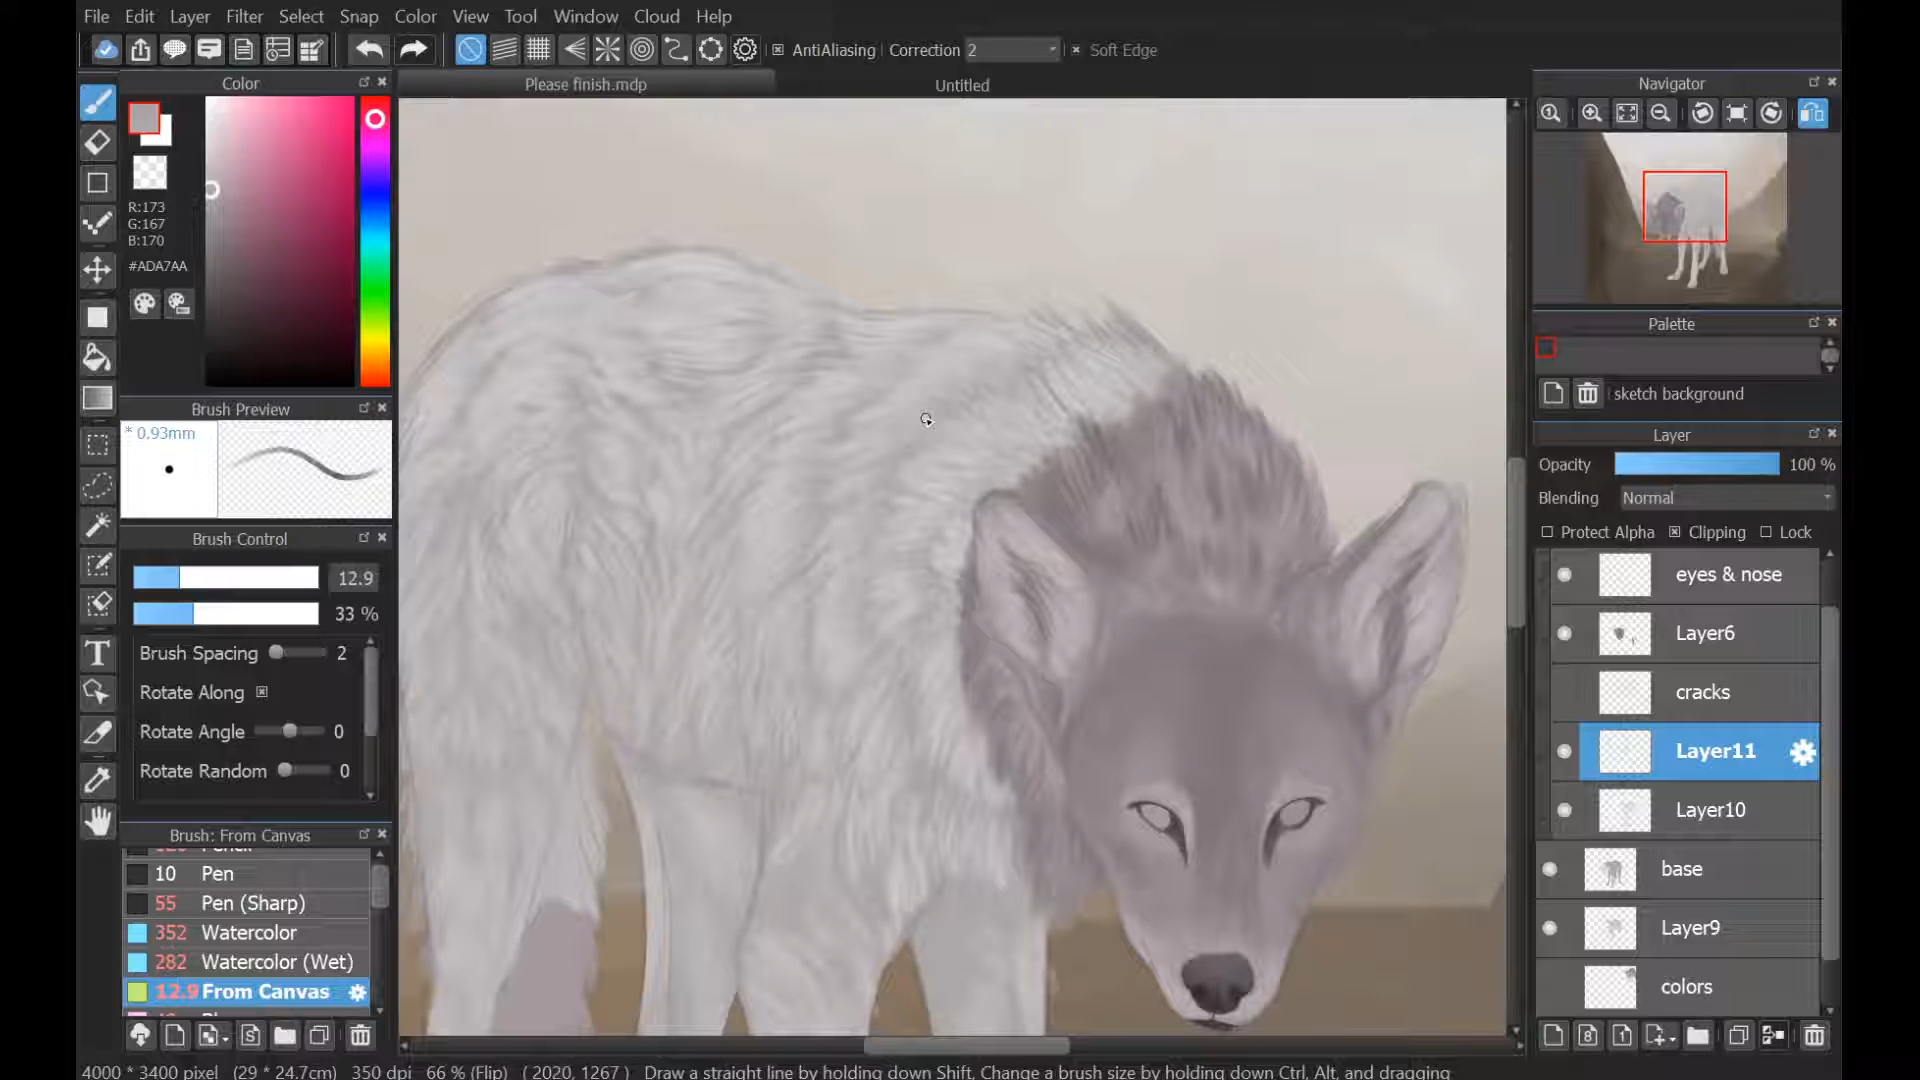 File Edit Layer Filter Select Snap Color View Tool Window Cloud Help
AntiAliasing Correction 2 Soft Edge
Color
Please finish.mdp
Untitled
Navigator
R:173
G:167
B:170
#ADA7AA
Palette
sketch background
Brush Preview
* 0.93mm
Layer
Opacity 100 %
Blending Normal
Protect Alpha Clipping Lock
Brush Control
12.9
33 %
Brush Spacing 2
Rotate Along
Rotate Angle 0
Rotate Random 0
eyes & nose
Layer6
cracks
Layer11
Layer10
base
Layer9
colors
Brush: From Canvas
10 Pen
55 Pen (Sharp)
352 Watercolor
282 Watercolor (Wet)
12.9 From Canvas
4000 * 3400 pixel (29 * 24.7cm) 350 dpi 66 % (Flip) ( 2020, 1267 ) Draw a straight line by holding down Shift, Change a brush size by holding down Ctrl, Alt, and dragging